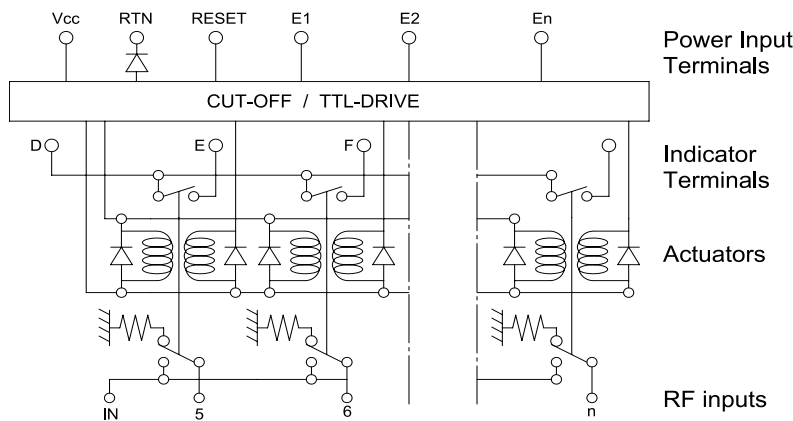 Vcc RTN RESET E1 E2 En
Power Input
Terminals
CUT-OFF / TTL-DRIVE
D E F
Indicator
Terminals
Actuators
IN 5 6 n
RF inputs